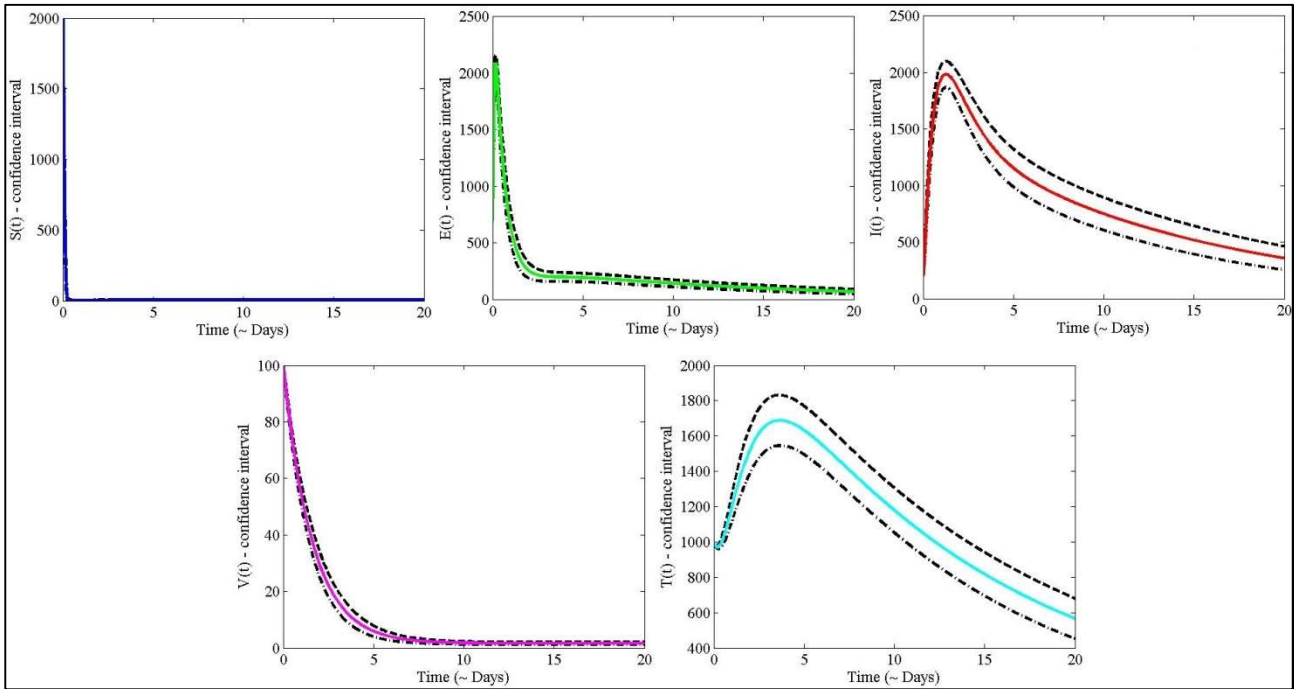 2000
1500
1000
500
0
S(t) - confidence interval
0 5 10 15 20
Time (~ Days)
2500
2000
1500
1000
500
0
E(t) - confidence interval
0 5 10 15 20
Time (~ Days)
2500
2000
1500
1000
500
0
I(t) - confidence interval
0 5 10 15 20
Time (~ Days)
100
80
60
40
20
0
V(t) - confidence interval
0 5 10 15 20
Time (~ Days)
2000
1800
1600
1400
1200
1000
800
600
400
T(t) - confidence interval
0 5 10 15 20
Time (~ Days)